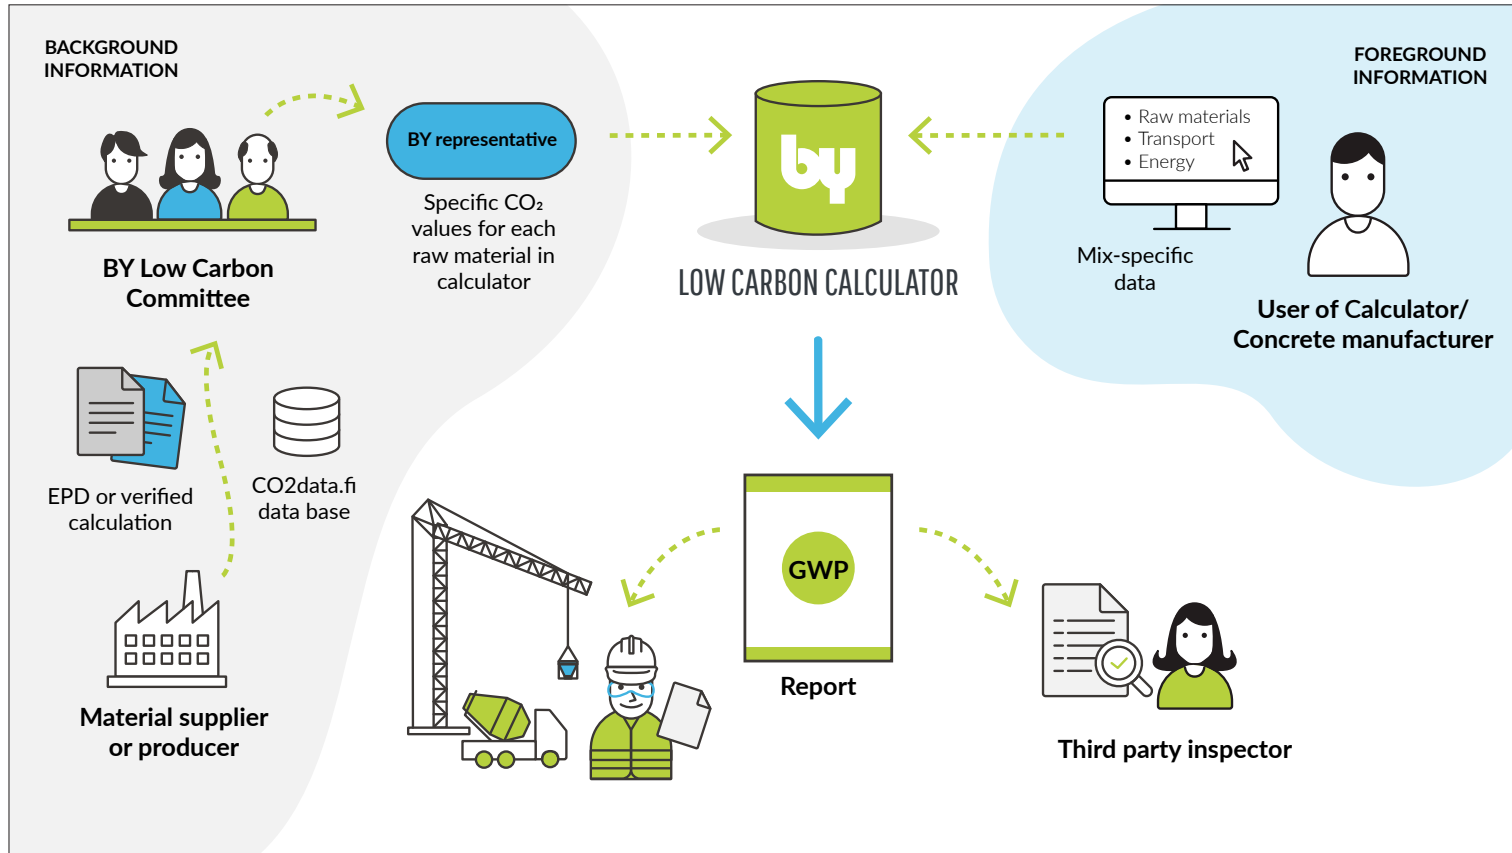 BACKGROUND
INFORMATION
BY Low Carbon
Committee
BY representative
Specific CO₂
values for each
raw material in
calculator
EPD or verified
calculation
CO2data.fi
data base
Material supplier
or producer
by
LOW CARBON CALCULATOR
FOREGROUND
INFORMATION
• Raw materials
• Transport
• Energy
Mix-specific
data
User of Calculator/
Concrete manufacturer
GWP
Report
Third party inspector